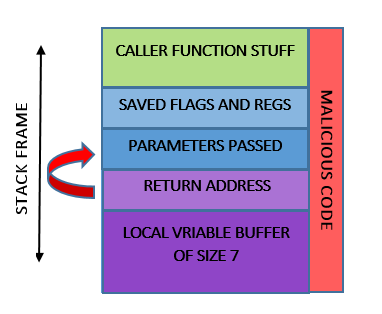 CALLER FUNCTION STUFF
SAVED FLAGS AND REGS
PARAMETERS PASSED
RETURN ADDRESS
LOCAL VRIABLE BUFFER
OF SIZE 7
STACK FRAME
MALICIOUS CODE